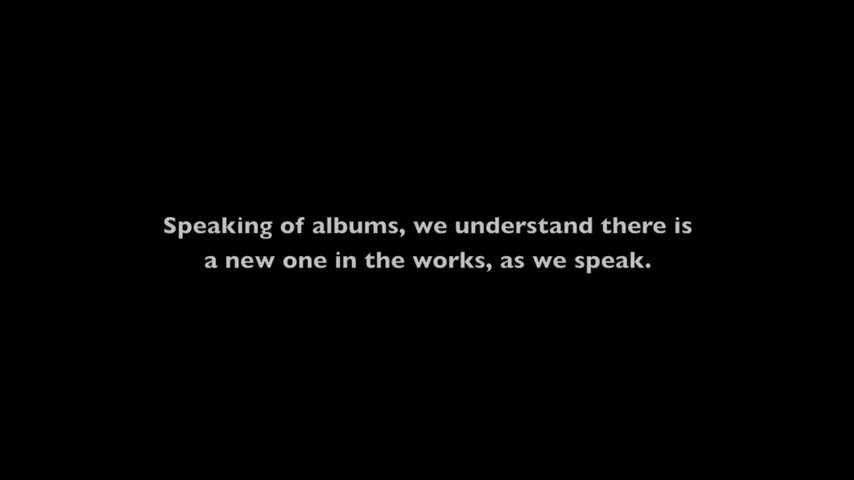 Speaking of albums, we understand there is
a new one in the works, as we speak.